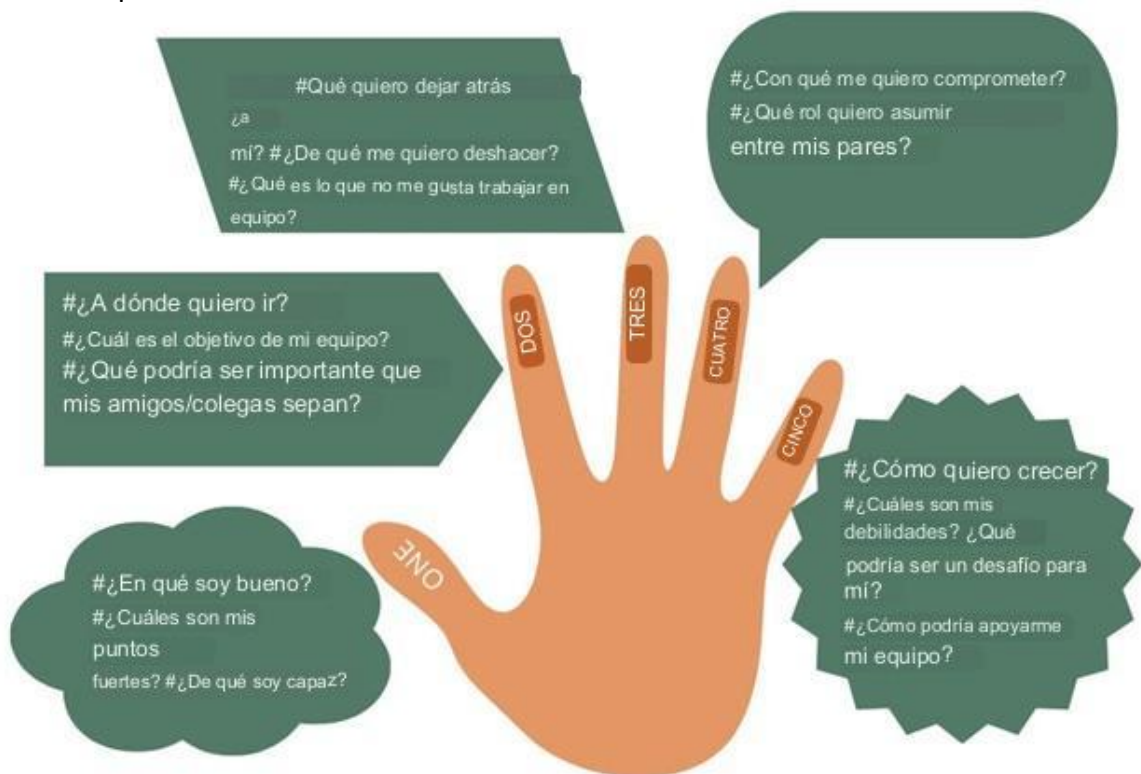 #Qué quiero dejar atrás
¿a
mí? #¿De qué me quiero deshacer?
#¿Qué es lo que no me gusta trabajar en
equipo?
#¿Con qué me quiero comprometer?
#¿Qué rol quiero asumir
entre mis pares?
#¿A dónde quiero ir?
#¿Cuál es el objetivo de mi equipo?
#¿Qué podría ser importante que
mis amigos/colegas sepan?
DOS
TRES
CUATRO
CINCO
ONE
#¿Cómo quiero crecer?
#¿Cuáles son mis
debilidades? ¿Qué
podría ser un desafío para
mí?
#¿Cómo podría apoyarme
mi equipo?
#¿En qué soy bueno?
#¿Cuáles son mis
puntos
fuertes? #¿De qué soy capaz?